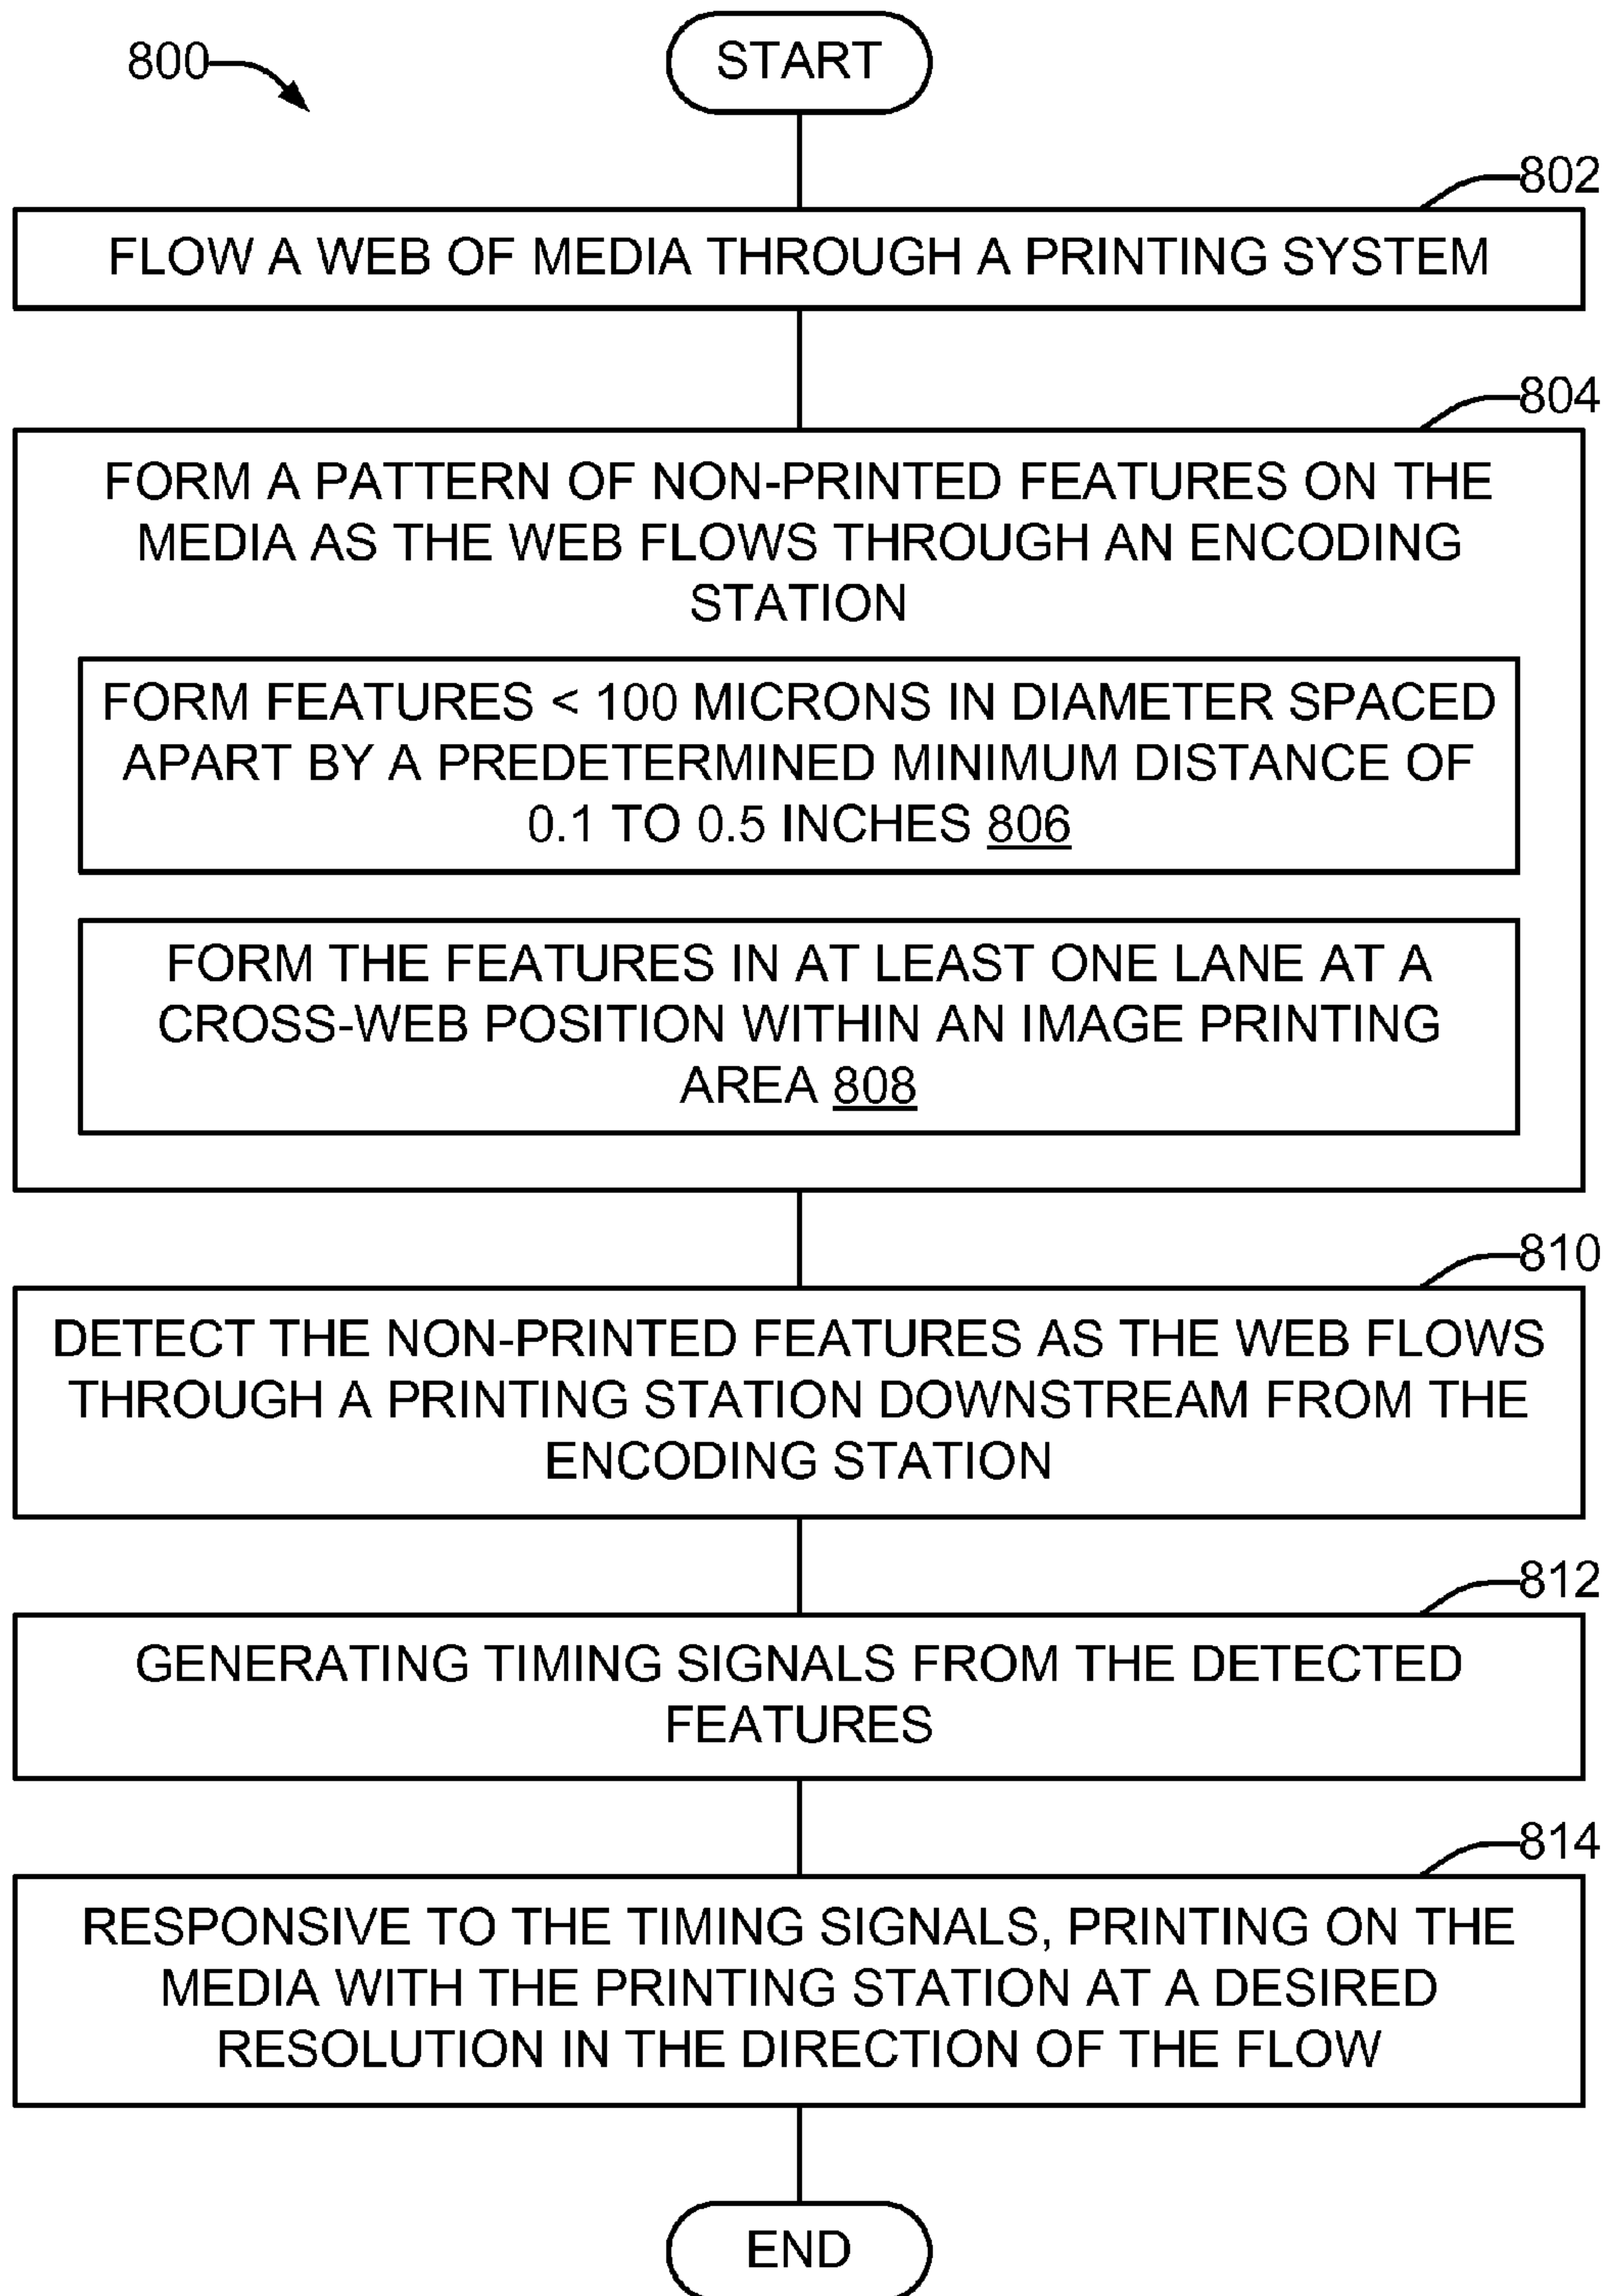 800
START
802
FLOW A WEB OF MEDIA THROUGH A PRINTING SYSTEM
804
FORM A PATTERN OF NON-PRINTED FEATURES ON THE
MEDIA AS THE WEB FLOWS THROUGH AN ENCODING
STATION
FORM FEATURES < 100 MICRONS IN DIAMETER SPACED
APART BY A PREDETERMINED MINIMUM DISTANCE OF
0.1 TO 0.5 INCHES 806
FORM THE FEATURES IN AT LEAST ONE LANE AT A
CROSS-WEB POSITION WITHIN AN IMAGE PRINTING
AREA 808
810
DETECT THE NON-PRINTED FEATURES AS THE WEB FLOWS
THROUGH A PRINTING STATION DOWNSTREAM FROM THE
ENCODING STATION
812
GENERATING TIMING SIGNALS FROM THE DETECTED
FEATURES
814
RESPONSIVE TO THE TIMING SIGNALS, PRINTING ON THE
MEDIA WITH THE PRINTING STATION AT A DESIRED
RESOLUTION IN THE DIRECTION OF THE FLOW
END